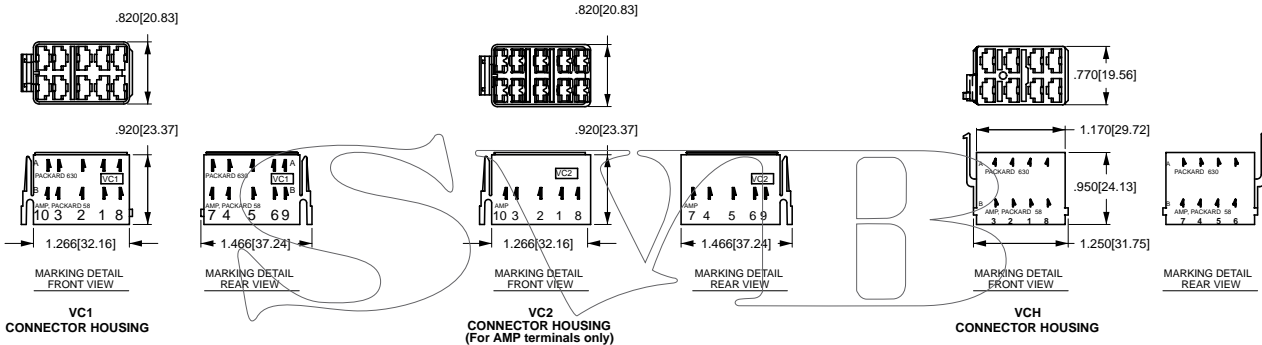 .820[20.83]
.820[20.83]
.770[19.56]
.920[23.37]
.920[23.37]
1.170[29.72]
A
PACKARD 630
VC1
B
AMP, PACKARD 58
10 3 2 1 8
1.266[32.16]
MARKING DETAIL
FRONT VIEW
A
PACKARD 630
VC1
B
AMP, PACKARD 58
7 4 5 6 9
1.466[37.24]
MARKING DETAIL
REAR VIEW
VC1
CONNECTOR HOUSING
VC2
AMP
10 3 2 1 8
1.266[32.16]
MARKING DETAIL
FRONT VIEW
VC2
AMP
7 4 5 6 9
1.466[37.24]
MARKING DETAIL
REAR VIEW
VC2
CONNECTOR HOUSING
(For AMP terminals only)
A
PACKARD 630
.950[24.13]
B
AMP, PACKARD 58
3 2 1 8
1.250[31.75]
MARKING DETAIL
FRONT VIEW
A
PACKARD 630
B
AMP, PACKARD 58
7 4 5 6
MARKING DETAIL
REAR VIEW
VCH
CONNECTOR HOUSING
SVB